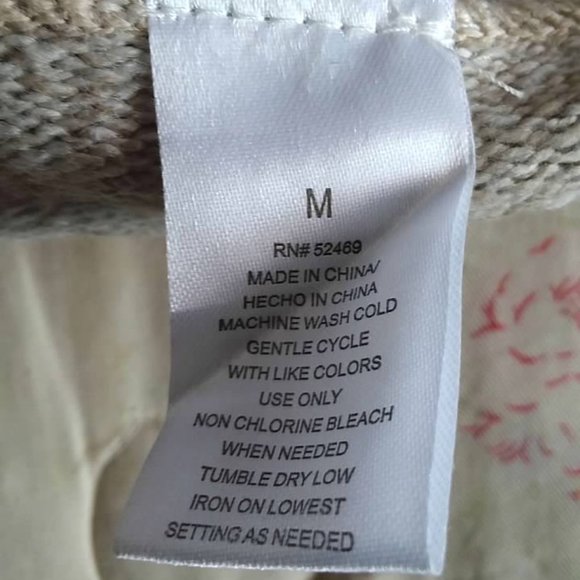 M
RN# 52469
MADE IN CHINA/
HECHO IN CHINA
MACHINE WASH COLD
GENTLE CYCLE
WITH LIKE COLORS
USE ONLY
NON CHLORINE BLEACH
WHEN NEEDED
TUMBLE DRY LOW
IRON ON LOWEST
SETTING AS NEEDED